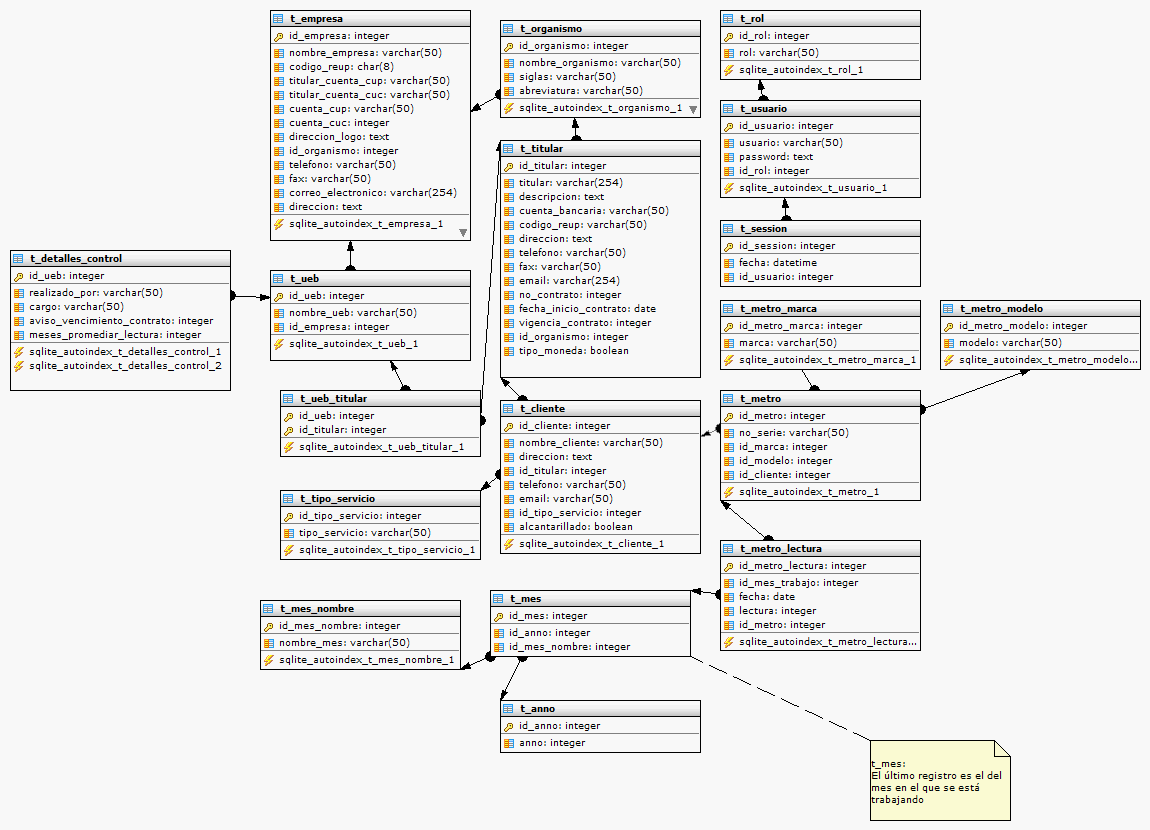 t_empresa
id_empresa: integer
nombre_empresa: varchar(50)
codigo_reup: char(8)
titular_cuenta_cup: varchar(50)
titular_cuenta_cuc: varchar(50)
cuenta_cup: varchar(50)
cuenta_cuc: integer
direccion_logo: text
id_organismo: integer
telefono: varchar(50)
fax: varchar(50)
correo_electronico: varchar(254)
direccion: text
sqlite_autoindex_t_empresa_1
t_organismo
id_organismo: integer
nombre_organismo: varchar(50)
siglas: varchar(50)
abreviatura: varchar(50)
sqlite_autoindex_t_organismo_1
t_rol
id_rol: integer
rol: varchar(50)
sqlite_autoindex_t_rol_1
t_usuario
id_usuario: integer
usuario: varchar(50)
password: text
id_rol: integer
sqlite_autoindex_t_usuario_1
t_titular
id_titular: integer
titular: varchar(254)
descripcion: text
cuenta_bancaria: varchar(50)
codigo_reup: varchar(50)
direccion: text
telefono: varchar(50)
fax: varchar(50)
email: varchar(254)
no_contrato: integer
fecha_inicio_contrato: date
vigencia_contrato: integer
id_organismo: integer
tipo_moneda: boolean
t_session
id_session: integer
fecha: datetime
id_usuario: integer
t_detalles_control
id_ueb: integer
realizado_por: varchar(50)
cargo: varchar(50)
aviso_vencimiento_contrato: integer
meses_promediar_lectura: integer
sqlite_autoindex_t_detalles_control_1
sqlite_autoindex_t_detalles_control_2
t_ueb
id_ueb: integer
nombre_ueb: varchar(50)
id_empresa: integer
sqlite_autoindex_t_ueb_1
t_metro_marca
id_metro_marca: integer
marca: varchar(50)
sqlite_autoindex_t_metro_marca_1
t_metro_modelo
id_metro_modelo: integer
modelo: varchar(50)
sqlite_autoindex_t_metro_modelo...
t_ueb_titular
id_ueb: integer
id_titular: integer
sqlite_autoindex_t_ueb_titular_1
t_cliente
id_cliente: integer
nombre_cliente: varchar(50)
direccion: text
id_titular: integer
telefono: varchar(50)
email: varchar(50)
id_tipo_servicio: integer
alcantarillado: boolean
sqlite_autoindex_t_cliente_1
t_metro
id_metro: integer
no_serie: varchar(50)
id_marca: integer
id_modelo: integer
id_cliente: integer
sqlite_autoindex_t_metro_1
t_tipo_servicio
id_tipo_servicio: integer
tipo_servicio: varchar(50)
sqlite_autoindex_t_tipo_servicio_1
t_metro_lectura
id_metro_lectura: integer
id_mes_trabajo: integer
fecha: date
lectura: integer
id_metro: integer
sqlite_autoindex_t_metro_lectura...
t_mes_nombre
id_mes_nombre: integer
nombre_mes: varchar(50)
sqlite_autoindex_t_mes_nombre_1
t_mes
id_mes: integer
id_anno: integer
id_mes_nombre: integer
t_anno
id_anno: integer
anno: integer
t_mes:
El último registro es el del
mes en el que se está
trabajando